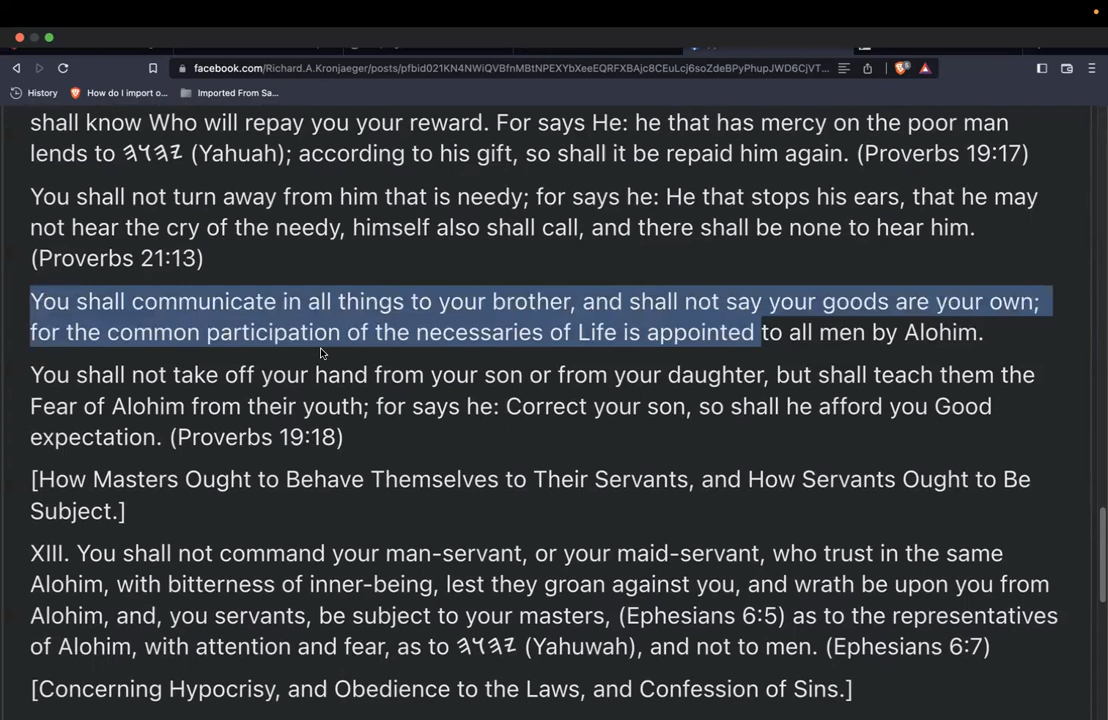 facebook.com/Richard.A.Kronjaeger/posts/pfbid021KN4NWiQVBfnMBtNPEXYbXeeEQRFXBAjc8CEuLcj6soZdeBPyPhupJWD6CjVT...
History How do I import o... Imported From Sa...
shall know Who will repay you your reward. For says He: he that has mercy on the poor man
lends to 𐤉𐤄𐤅𐤄 (Yahuah); according to his gift, so shall it be repaid him again. (Proverbs 19:17)
You shall not turn away from him that is needy; for says he: He that stops his ears, that he may
not hear the cry of the needy, himself also shall call, and there shall be none to hear him.
(Proverbs 21:13)
You shall communicate in all things to your brother, and shall not say your goods are your own;
for the common participation of the necessaries of Life is appointed to all men by Alohim.
You shall not take off your hand from your son or from your daughter, but shall teach them the
Fear of Alohim from their youth; for says he: Correct your son, so shall he afford you Good
expectation. (Proverbs 19:18)
[How Masters Ought to Behave Themselves to Their Servants, and How Servants Ought to Be
Subject.]
XIII. You shall not command your man-servant, or your maid-servant, who trust in the same
Alohim, with bitterness of inner-being, lest they groan against you, and wrath be upon you from
Alohim, and, you servants, be subject to your masters, (Ephesians 6:5) as to the representatives
of Alohim, with attention and fear, as to 𐤉𐤄𐤅𐤄 (Yahuwah), and not to men. (Ephesians 6:7)
[Concerning Hypocrisy, and Obedience to the Laws, and Confession of Sins.]